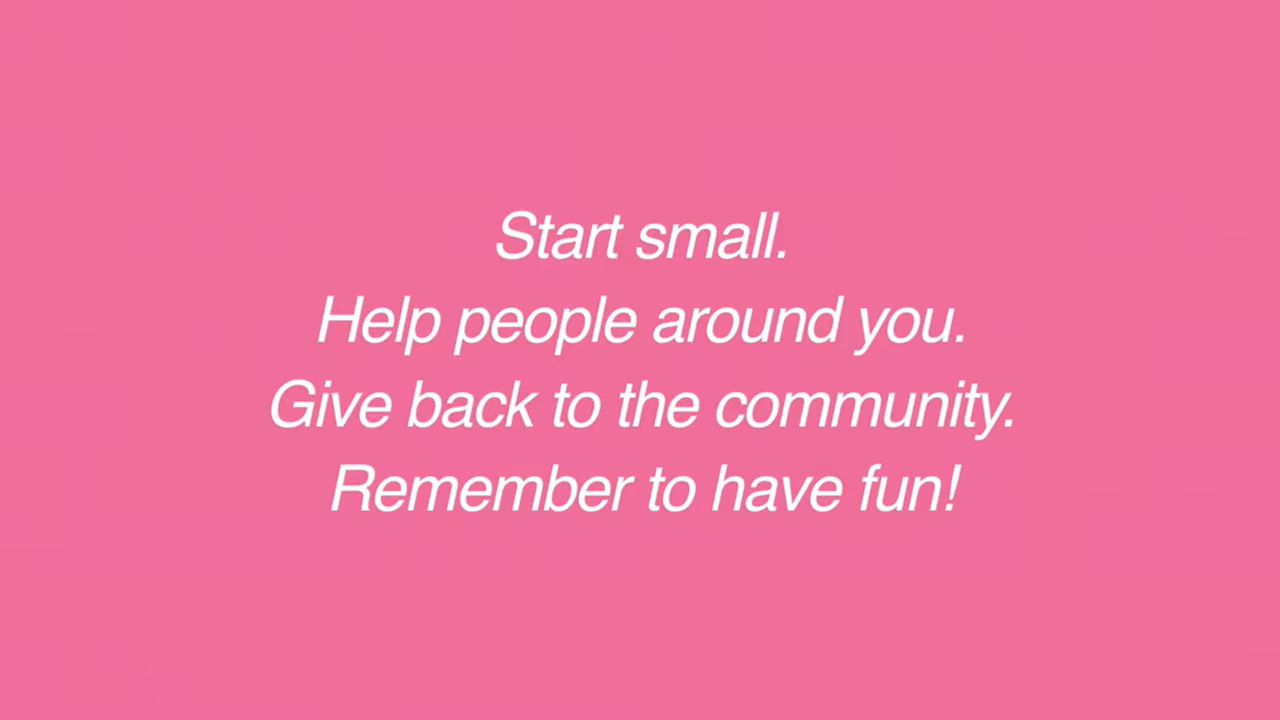 Start small.
Help people around you.
Give back to the community.
Remember to have fun!